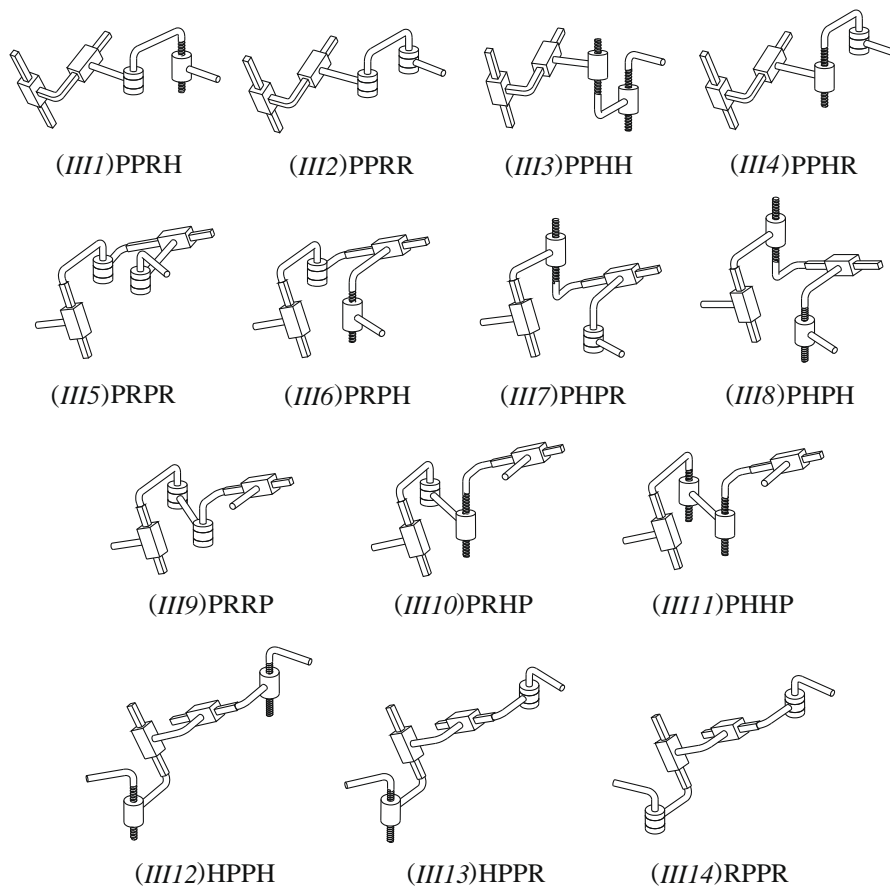 (III1)PPRH (III2)PPRR (III3)PPHH (III4)PPHR
(III5)PRPR (III6)PRPH (III7)PHPR (III8)PHPH
(III9)PRRP (III10)PRHP (III11)PHHP
(III12)HPPH (III13)HPPR (III14)RPPR